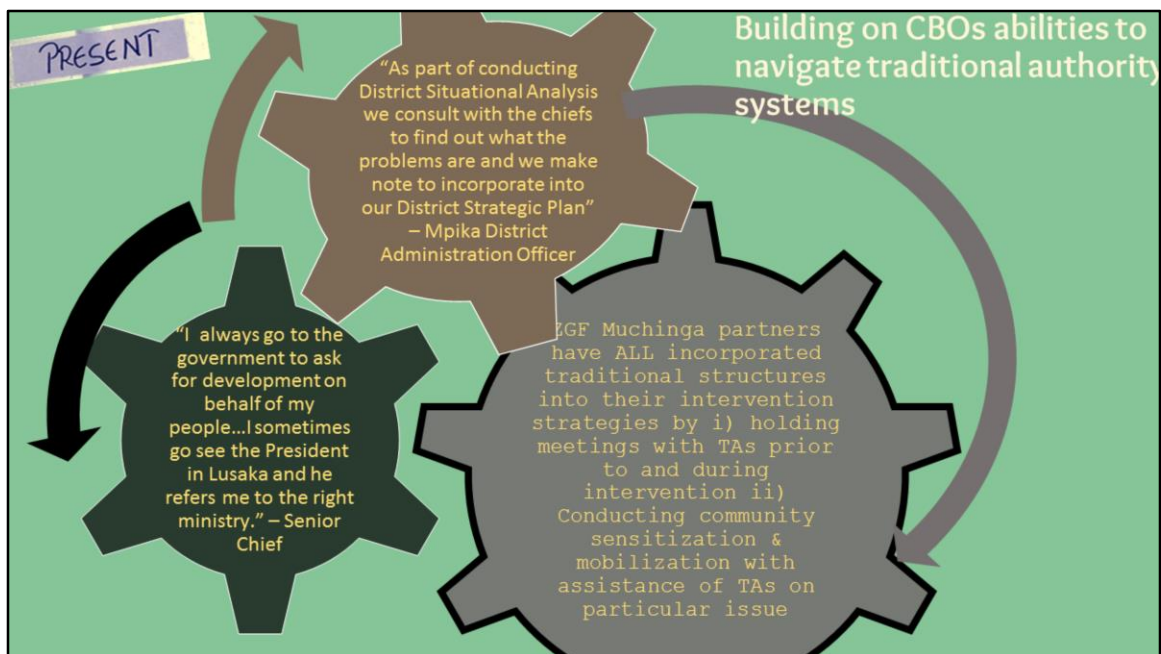 PRESENT
Building on CBOs abilities to
navigate traditional authority
systems
“As part of conducting
District Situational Analysis
we consult with the chiefs
to find out what the
problems are and we make
note to incorporate into
our District Strategic Plan”
– Mpika District
Administration Officer
“I always go to the
government to ask
for development on
behalf of my
people...I sometimes
go see the President
in Lusaka and he
refers me to the right
ministry.” – Senior
Chief
ZGF Muchinga partners
have ALL incorporated
traditional structures
into their intervention
strategies by i) holding
meetings with TAs prior
to and during
intervention ii)
Conducting community
sensitization &
mobilization with
assistance of TAs on
particular issue